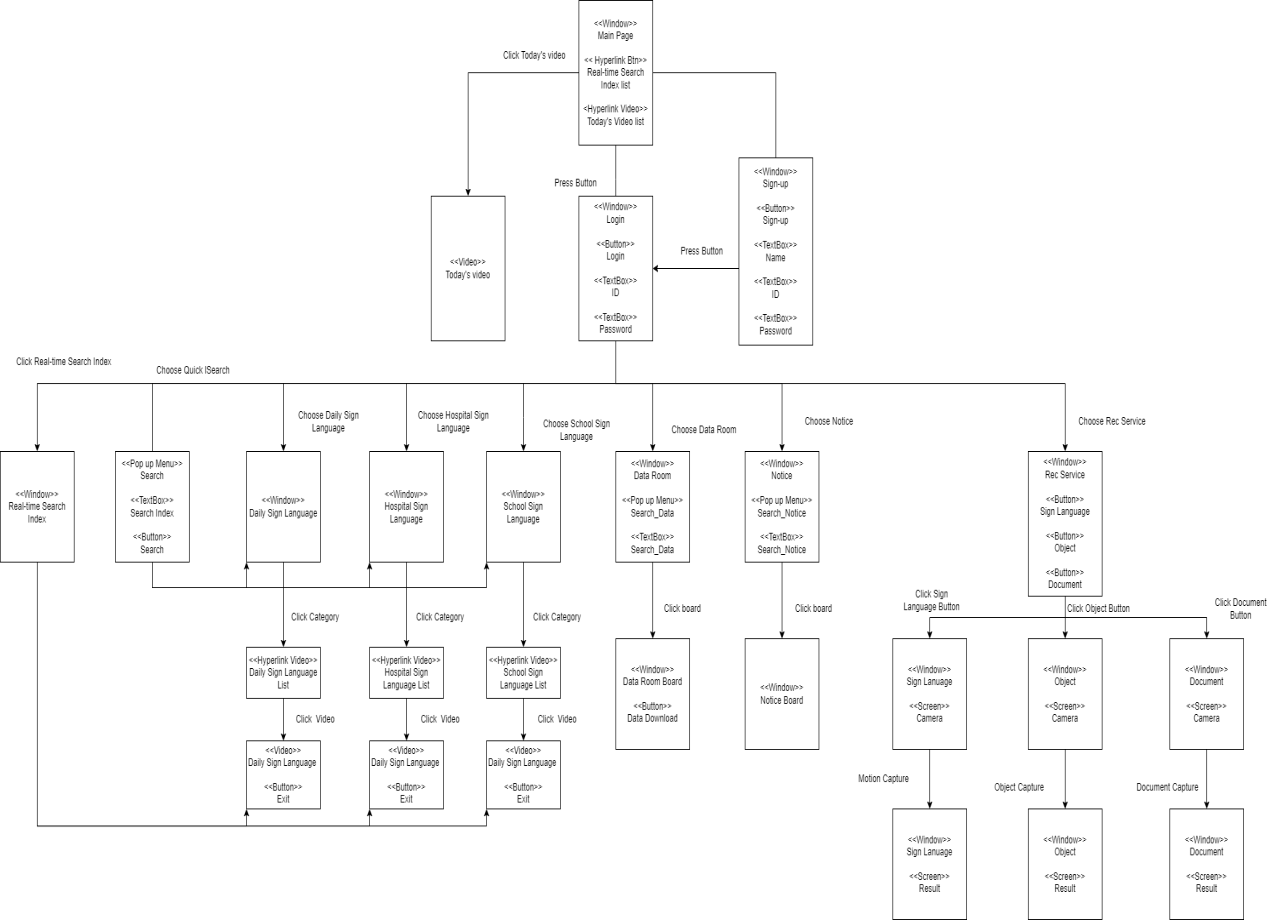 <<Window>>
Main Page
<< Hyperlink Btn>>
Real-time Search
Index list
<Hyperlink Video>>
Today's Video list
Click Today's video
Press Button
<<Video>>
Today's video
<<Window>>
Login
<<Button>>
Login
<<TextBox>>
ID
<<TextBox>>
Password
Press Button
<<Window>>
Sign-up
<<Button>>
Sign-up
<<TextBox>>
Name
<<TextBox>>
ID
<<TextBox>>
Password
Click Real-time Search Index
Choose Quick ISearch
Choose Daily Sign
Language
Choose Hospital Sign
Language
Choose School Sign
Language
Choose Data Room
Choose Notice
Choose Rec Service
<<Window>>
Real-time Search
Index
<<Pop up Menu>>
Search
<<TextBox>>
Search Index
<<Button>>
Search
<<Window>>
Daily Sign Language
<<Window>>
Hospital Sign
Language
<<Window>>
School Sign
Language
<<Window>>
Data Room
<<Pop up Menu>>
Search_Data
<<TextBox>>
Search_Data
<<Window>>
Notice
<<Pop up Menu>>
Search_Notice
<<TextBox>>
Search_Notice
<<Window>>
Rec Service
<<Button>>
Sign Language
<<Button>>
Object
<<Button>>
Document
Click Category
Click Category
Click Category
Click board
Click board
Click Sign
Language Button
Click Object Button
Click Document
Button
<<Hyperlink Video>>
Daily Sign Language
List
<<Hyperlink Video>>
Hospital Sign
Language List
<<Hyperlink Video>>
School Sign
Language List
<<Window>>
Data Room Board
<<Button>>
Data Download
<<Window>>
Notice Board
<<Window>>
Sign Lanuage
<<Screen>>
Camera
<<Window>>
Object
<<Screen>>
Camera
<<Window>>
Document
<<Screen>>
Camera
Click  Video
Click  Video
Click  Video
<<Video>>
Daily Sign Language
<<Button>>
Exit
<<Video>>
Daily Sign Language
<<Button>>
Exit
<<Video>>
Daily Sign Language
<<Button>>
Exit
Motion Capture
Object Capture
Document Capture
<<Window>>
Sign Lanuage
<<Screen>>
Result
<<Window>>
Object
<<Screen>>
Result
<<Window>>
Document
<<Screen>>
Result